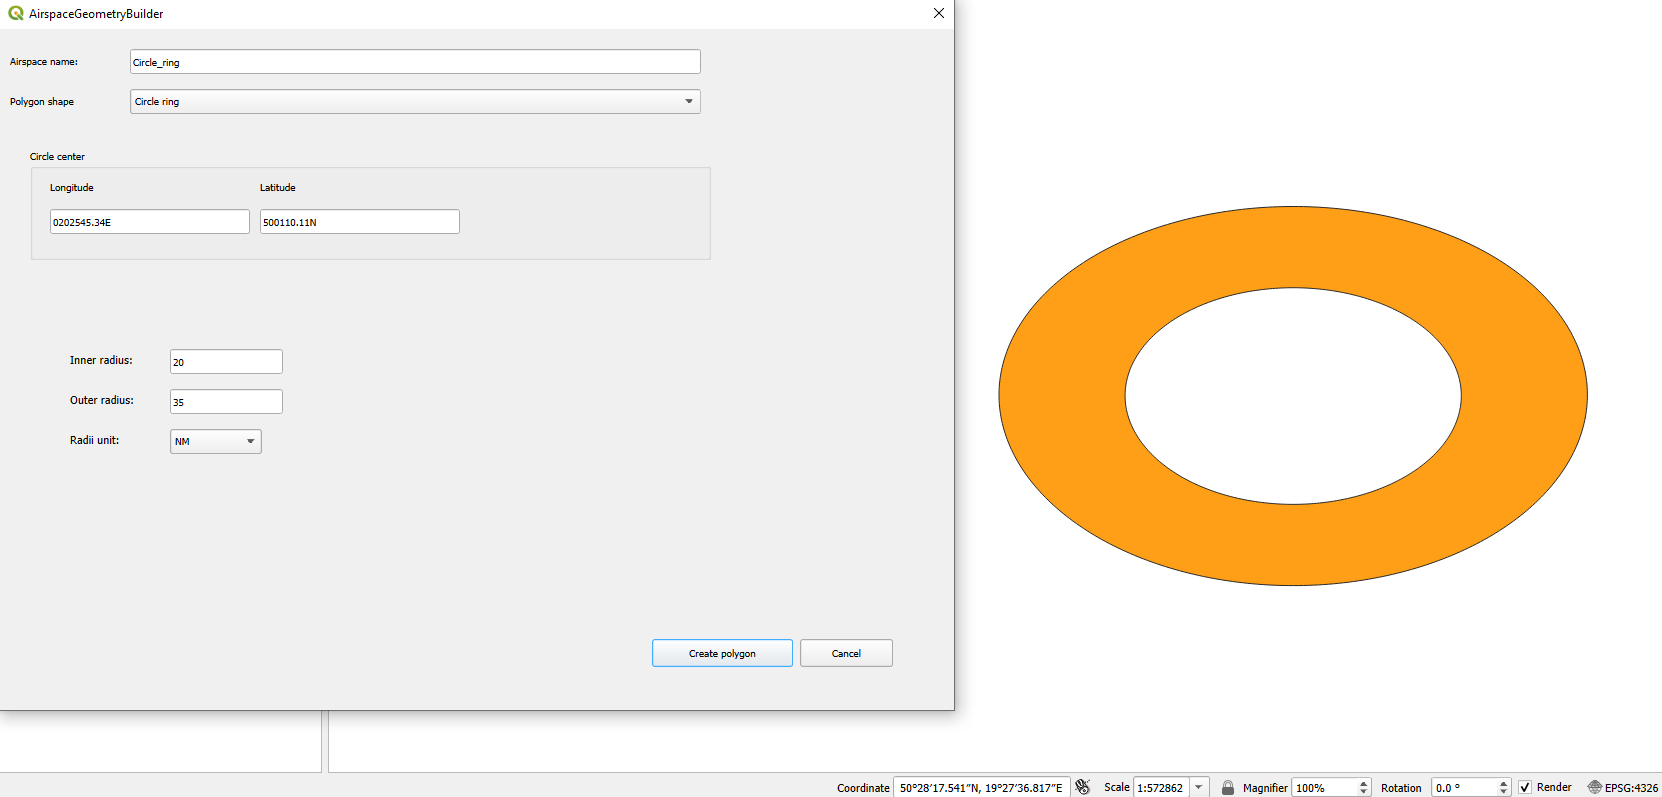 AirspaceGeometryBuilder
Airspace name:
Circle_ring
Polygon shape
Circle ring
Circle center
Longitude
Latitude
0202545.34E
500110.11N
Inner radius:
20
Outer radius:
35
Radii unit:
NM
Create polygon
Cancel
Coordinate 50°28'17.541"N, 19°27'36.817"E Scale 1:572862 Magnifier 100% Rotation 0.0 ° Render EPSG:4326